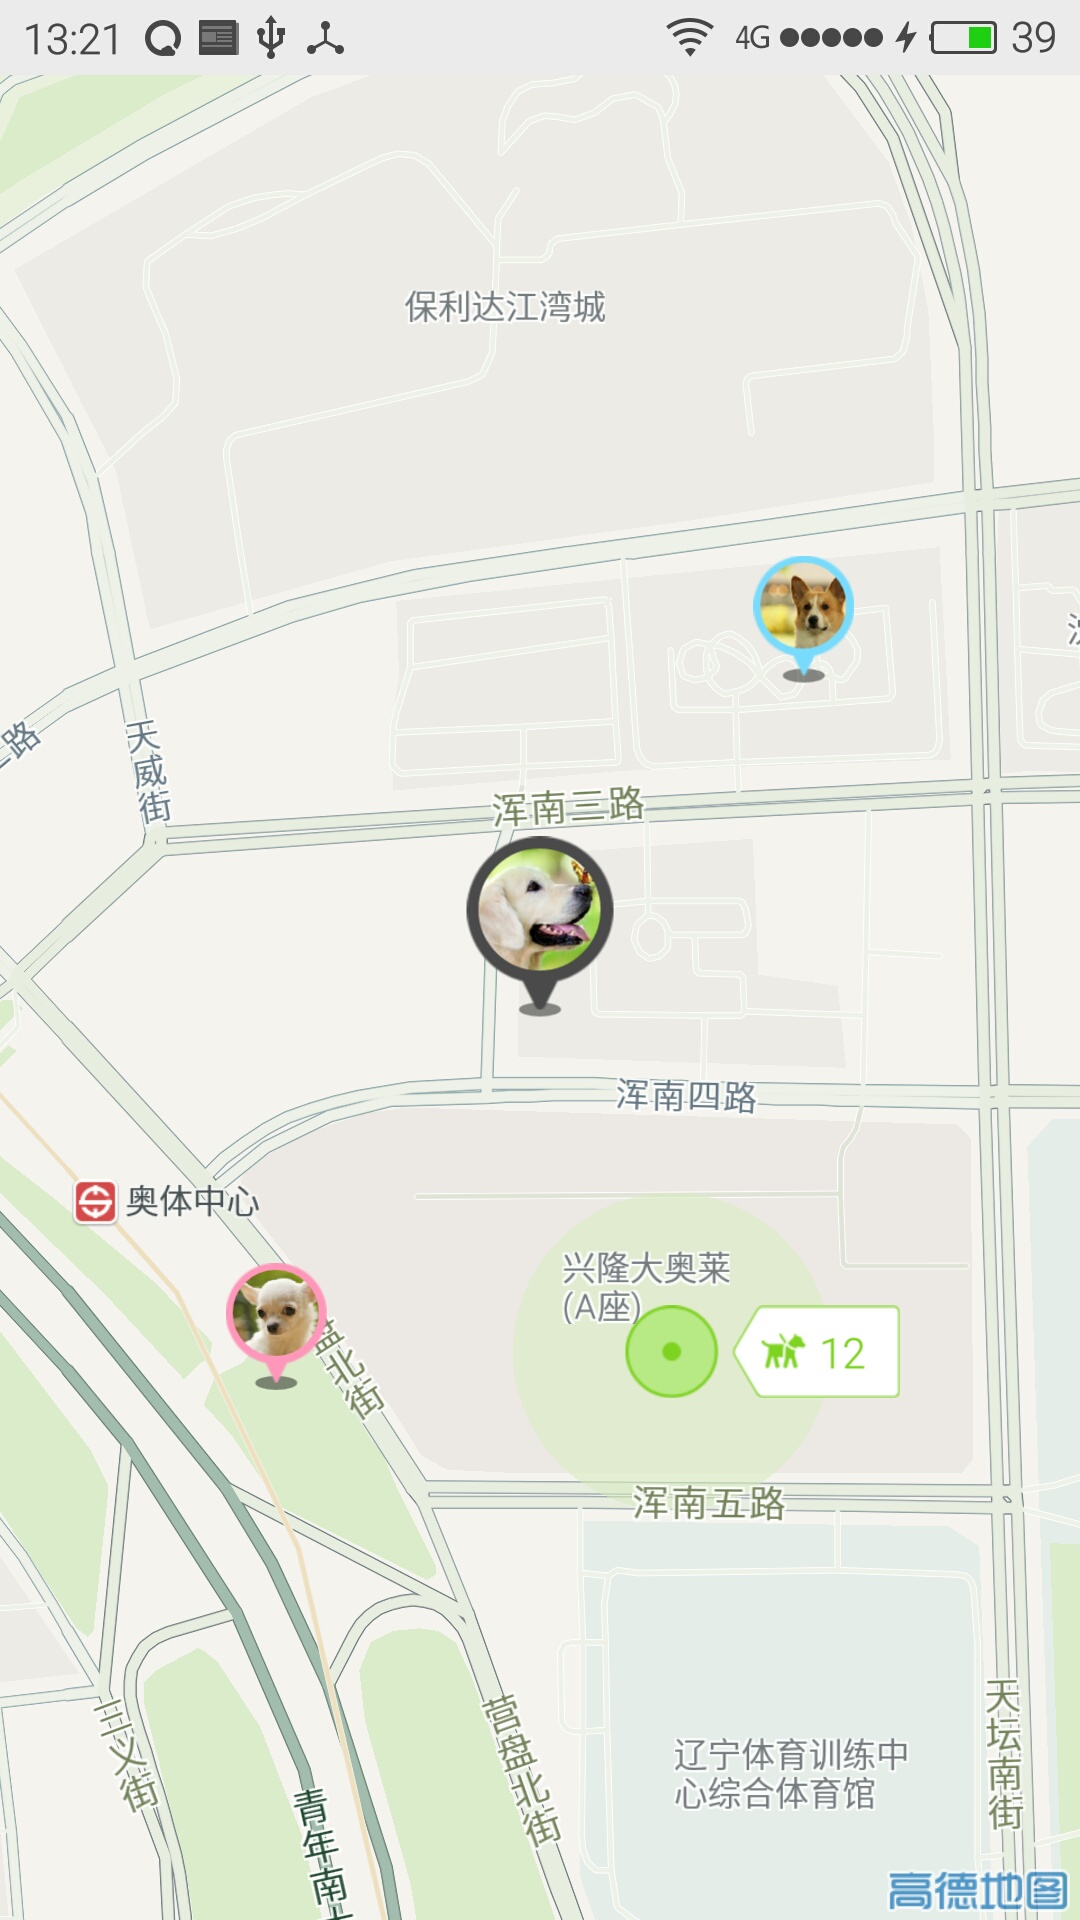 13:21
4G
39
保利达江湾城
路
天威街
浑南三路
浑南四路
奥体中心
兴隆大奥莱
(A座)
12
盘北街
浑南五路
三义街
营盘北街
天坛南街
辽宁体育训练中
心综合体育馆
青年南大
高德地图